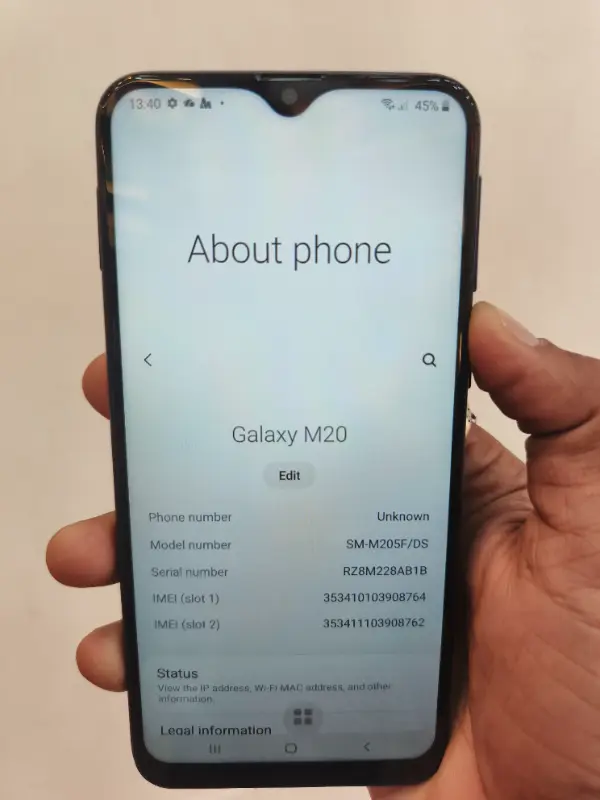 13:40 45%
About phone
Galaxy M20
Edit
Phone number Unknown
Model number SM-M205F/DS
Serial number RZ8M228AB1B
IMEI (slot 1) 353410103908764
IMEI (slot 2) 353411103908762
Status
View the IP address, Wi-Fi MAC address, and other
information.
Legal information